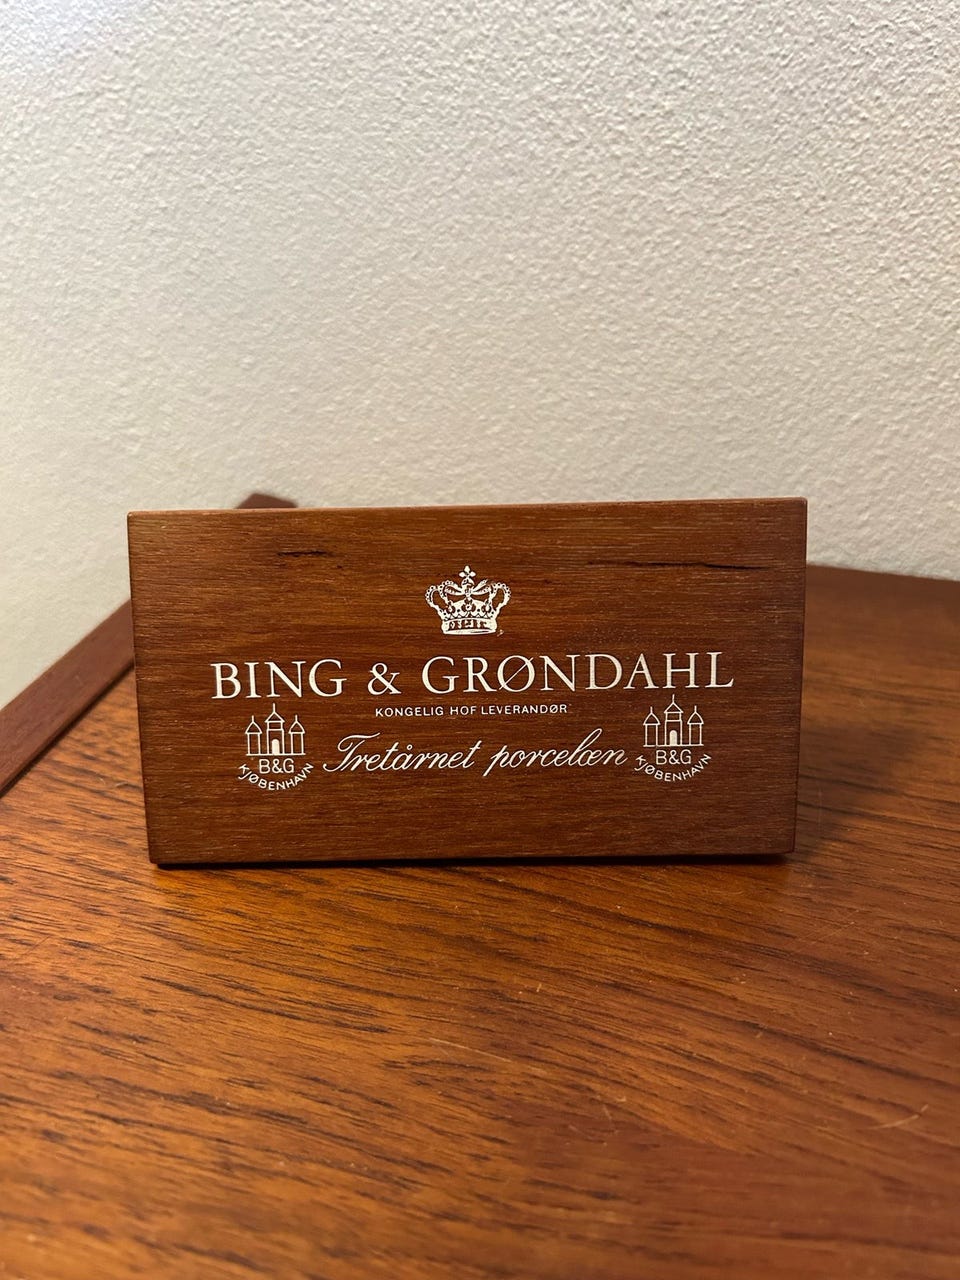 BING & GRØNDAHL
KONGELIG HOF LEVERANDØR
Tretårnet porcelæn
B&G
KJØBENHAVN
B&G
KJØBENHAVN